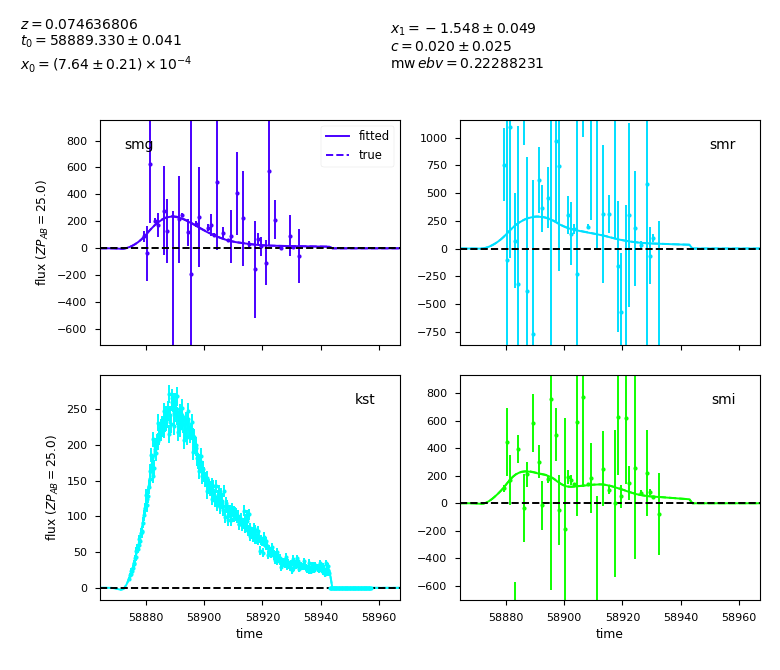 z = 0.074636806
t₀ = 58889.330 ± 0.041
x₀ = (7.64 ± 0.21) × 10⁻⁴
x₁ = −1.548 ± 0.049
c = 0.020 ± 0.025
mw ebv = 0.22288231
smg
fitted
true
flux (ZP_AB = 25.0)
800
600
400
200
0
−200
−400
−600
smr
1000
750
500
250
0
−250
−500
−750
kst
flux (ZP_AB = 25.0)
250
200
150
100
50
0
58880 58900 58920 58940 58960
time
smi
800
600
400
200
0
−200
−400
−600
58880 58900 58920 58940 58960
time